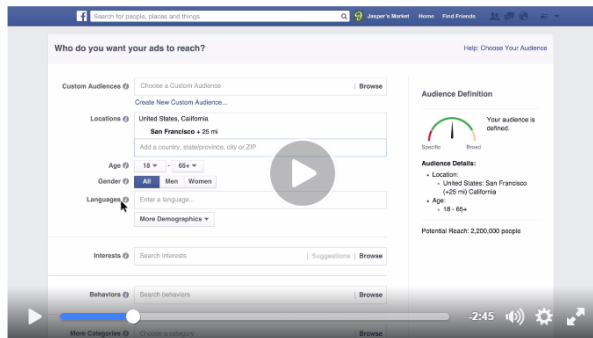 f Search for people, places and things Jasper's Market Home Find Friends
Who do you want your ads to reach? Help: Choose Your Audience
Custom Audiences Choose a Custom Audience | Browse
Create New Custom Audience...
Locations United States, California
San Francisco + 25 mi
Add a country, state/province, city or ZIP
Age 18 - 65+
Gender All Men Women
Languages Enter a language...
More Demographics
Interests Search interests | Suggestions | Browse
Behaviors Search behaviors | Browse
More Categories Choose a category | Browse
Audience Definition
Your audience is
defined.
Specific Broad
Audience Details:
• Location:
◦ United States: San Francisco
(+25 mi) California
• Age:
◦ 18 - 65+
Potential Reach: 2,200,000 people
-2:45